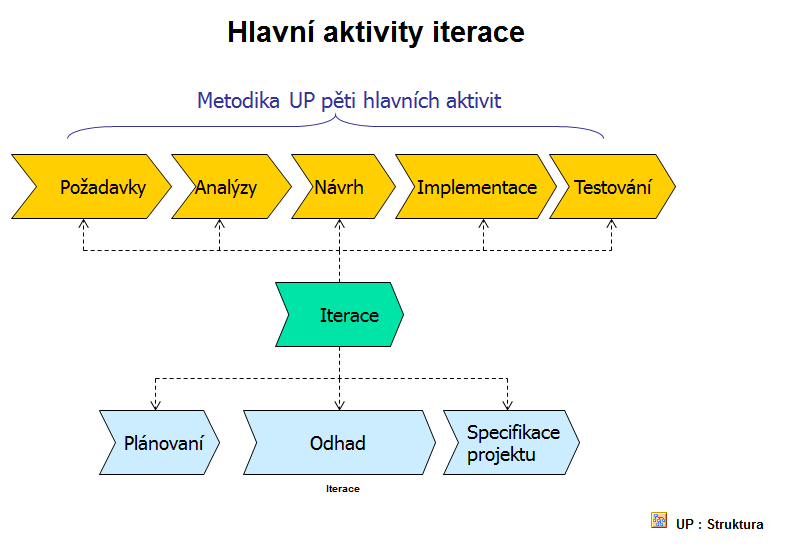 Hlavní aktivity iterace
Metodika UP pěti hlavních aktivit
Požadavky
Analýzy
Návrh
Implementace
Testování
Iterace
Plánovaní
Odhad
Specifikace
projektu
Iterace
UP : Struktura